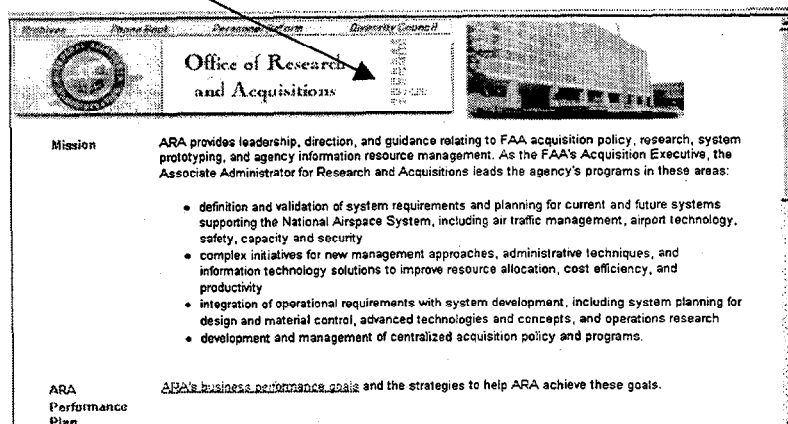 Archives Phone Book Personnel Reform Diversity Council
Office of Research
and Acquisitions
Mission
ARA provides leadership, direction, and guidance relating to FAA acquisition policy, research, system
prototyping, and agency information resource management. As the FAA's Acquisition Executive, the
Associate Administrator for Research and Acquisitions leads the agency's programs in these areas:
• definition and validation of system requirements and planning for current and future systems
supporting the National Airspace System, including air traffic management, airport technology,
safety, capacity and security
• complex initiatives for new management approaches, administrative techniques, and
information technology solutions to improve resource allocation, cost efficiency, and
productivity
• integration of operational requirements with system development, including system planning for
design and material control, advanced technologies and concepts, and operations research
• development and management of centralized acquisition policy and programs.
ARA
Performance
Plan
ARA's business performance goals and the strategies to help ARA achieve these goals.